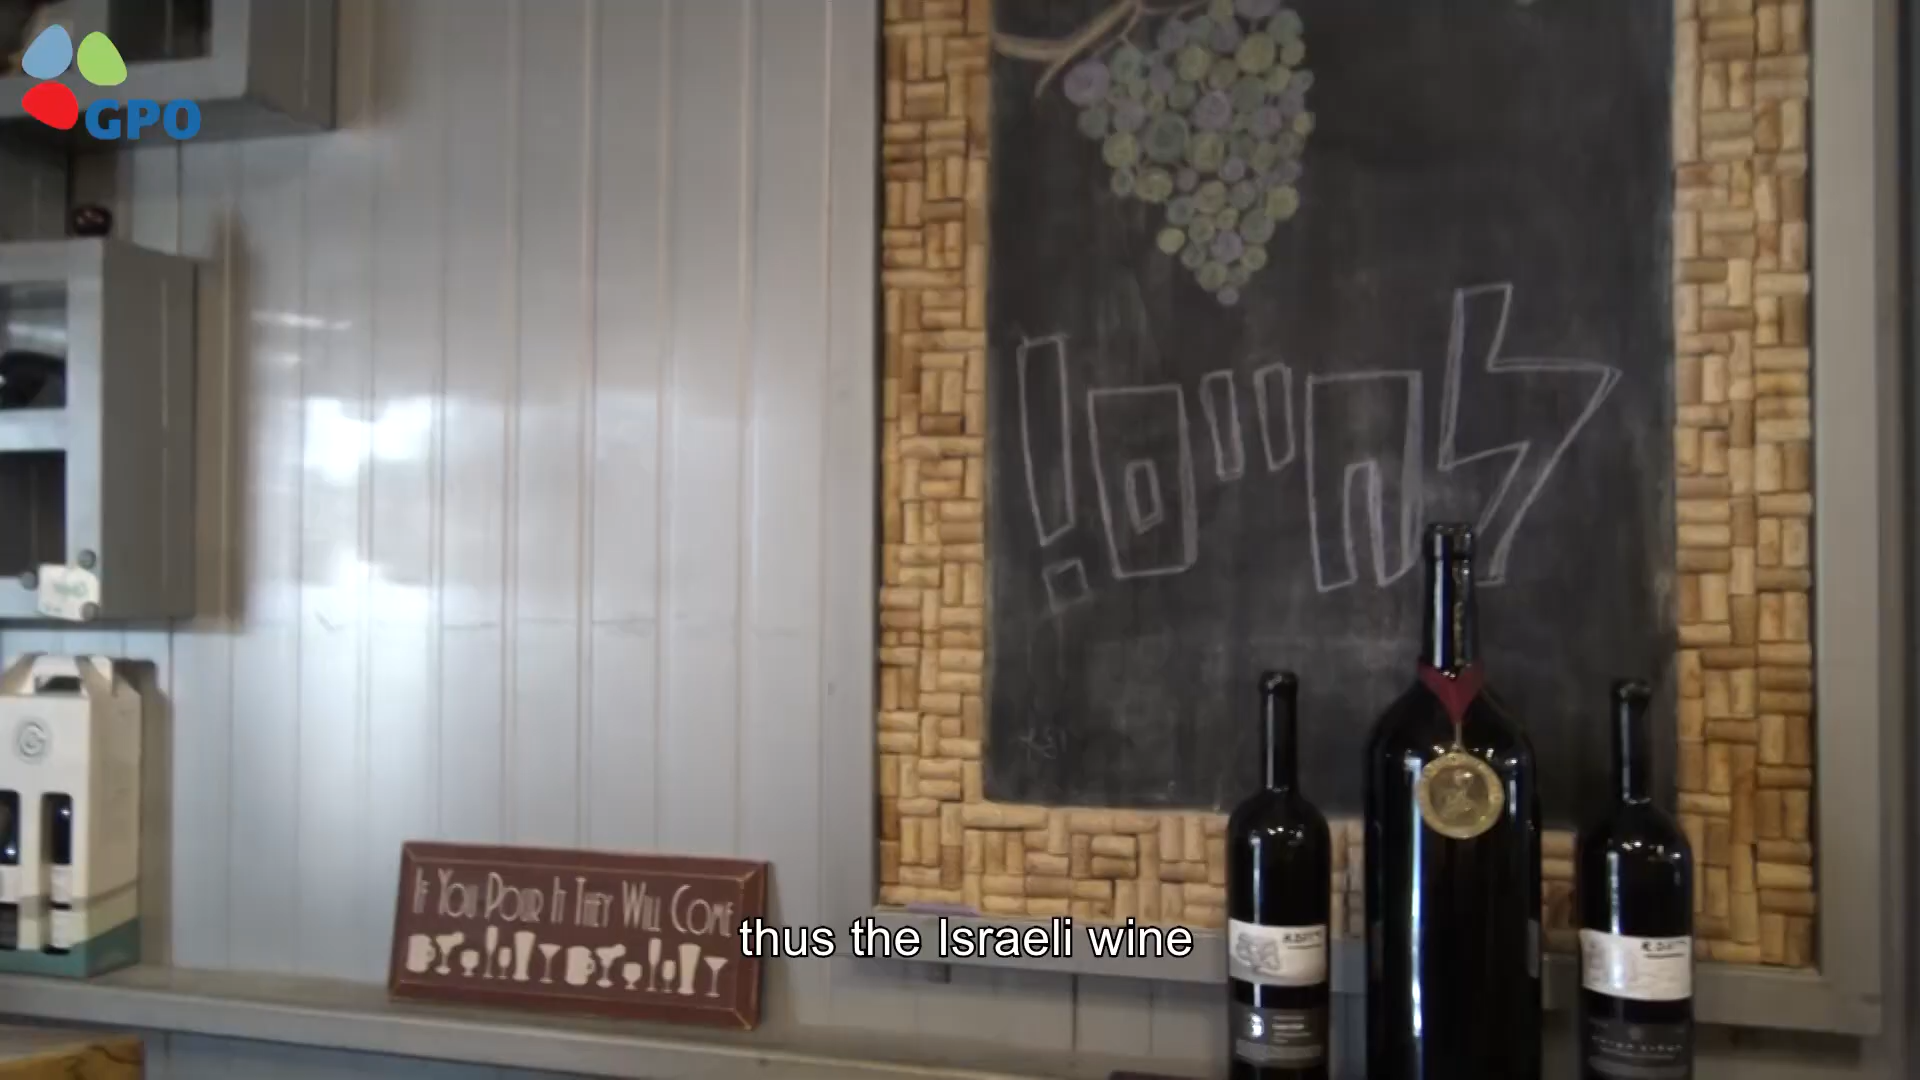 GPO
לחיים!
IF YOU POUR IT THEY WILL COME
thus the Israeli wine